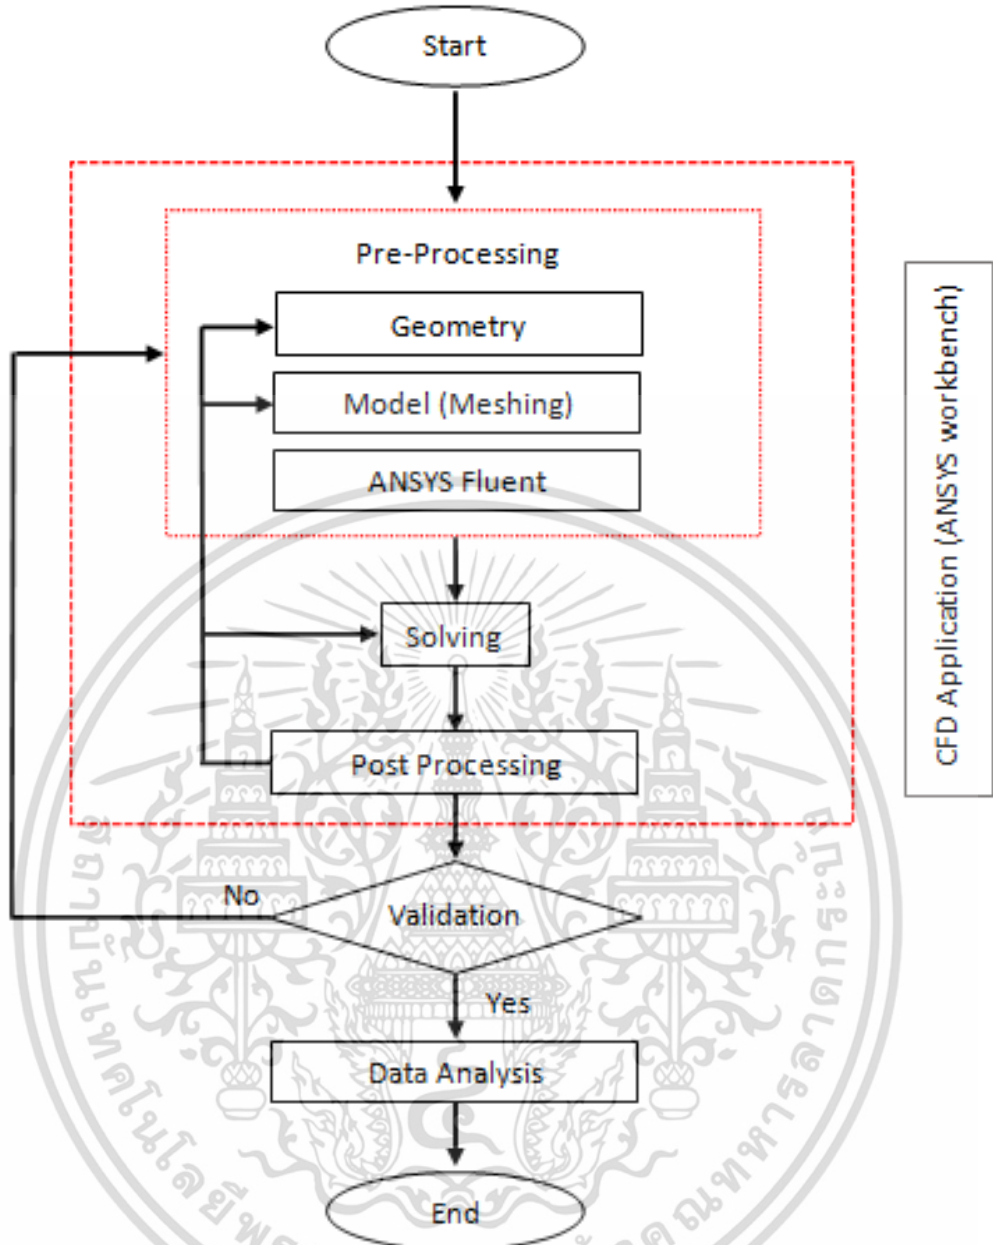 Start
Pre-Processing
Geometry
Model (Meshing)
ANSYS Fluent
Solving
Post Processing
CFD Application (ANSYS workbench)
No
Validation
Yes
Data Analysis
End